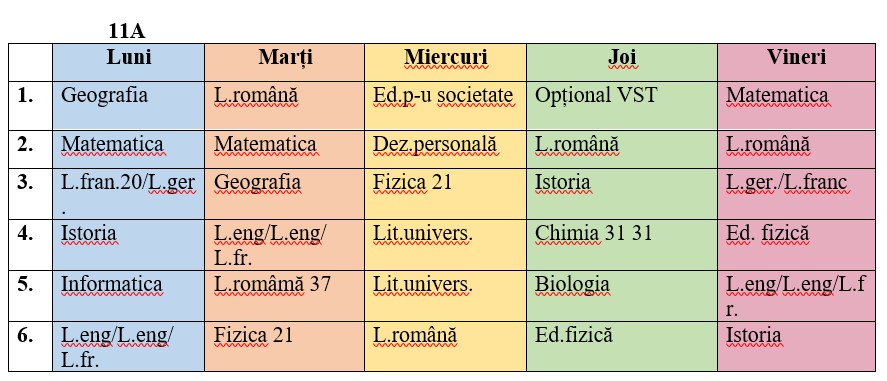 11A
Luni Marți Miercuri Joi Vineri
1. Geografia L.română Ed.p-u societate Opțional VST Matematica
2. Matematica Matematica Dez.personală L.română L.română
3. L.fran.20/L.ger Geografia Fizica 21 Istoria L.ger./L.franc
.
4. Istoria L.eng/L.eng/ Lit.univers. Chimia 31 31 Ed. fizică
L.fr.
5. Informatica L.romămă 37 Lit.univers. Biologia L.eng/L.eng/L.f
r.
6. L.eng/L.eng/ Fizica 21 L.română Ed.fizică Istoria
L.fr.